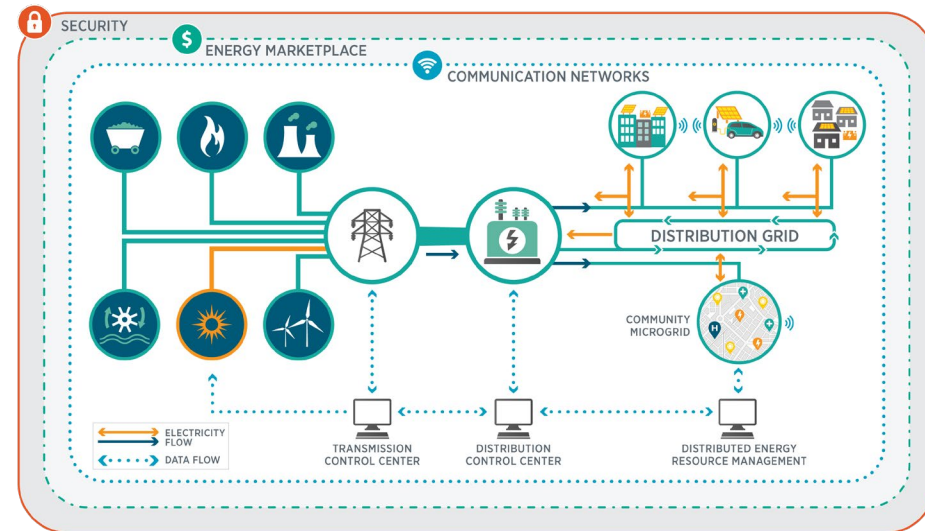 SECURITY
$
ENERGY MARKETPLACE
COMMUNICATION NETWORKS
DISTRIBUTION GRID
COMMUNITY
MICROGRID
H
ELECTRICITY
FLOW
DATA FLOW
TRANSMISSION
CONTROL CENTER
DISTRIBUTION
CONTROL CENTER
DISTRIBUTED ENERGY
RESOURCE MANAGEMENT